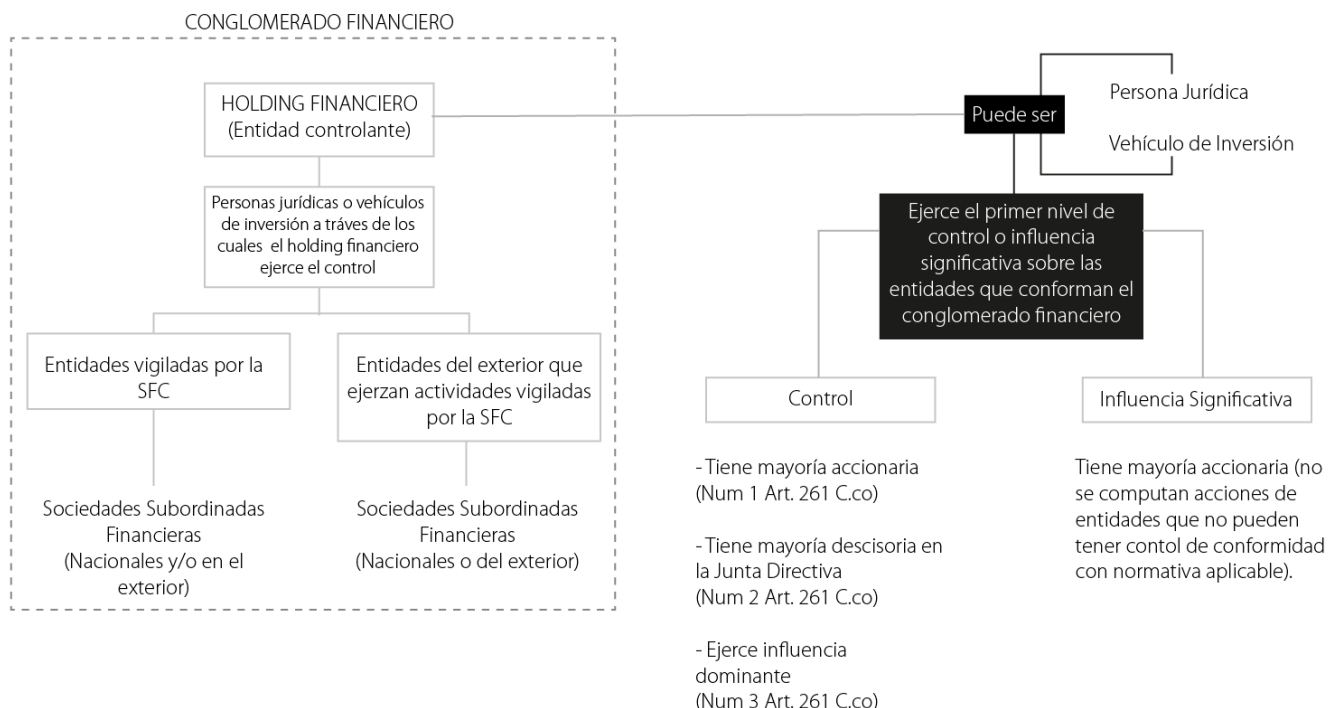 CONGLOMERADO FINANCIERO
HOLDING FINANCIERO
(Entidad controlante)
Personas jurídicas o vehículos
de inversión a tráves de los
cuales el holding financiero
ejerce el control
Entidades vigiladas por la
SFC
Entidades del exterior que
ejerzan actividades vigiladas
por la SFC
Sociedades Subordinadas
Financieras
(Nacionales y/o en el
exterior)
Sociedades Subordinadas
Financieras
(Nacionales o del exterior)
Puede ser
Persona Jurídica
Vehículo de Inversión
Ejerce el primer nivel de
control o influencia
significativa sobre las
entidades que conforman el
conglomerado financiero
Control
- Tiene mayoría accionaria
(Num 1 Art. 261 C.co)
- Tiene mayoría descisoria en
la Junta Directiva
(Num 2 Art. 261 C.co)
- Ejerce influencia
dominante
(Num 3 Art. 261 C.co)
Influencia Significativa
Tiene mayoría accionaria (no
se computan acciones de
entidades que no pueden
tener contol de conformidad
con normativa aplicable).